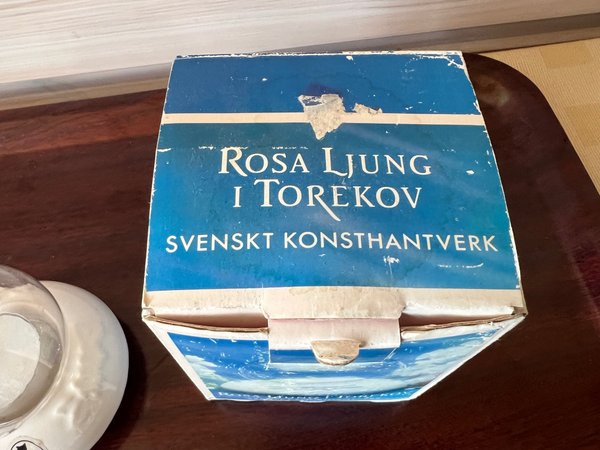 ROSA LJUNG
I TOREKOV
SVENSKT KONSTHANTVERK